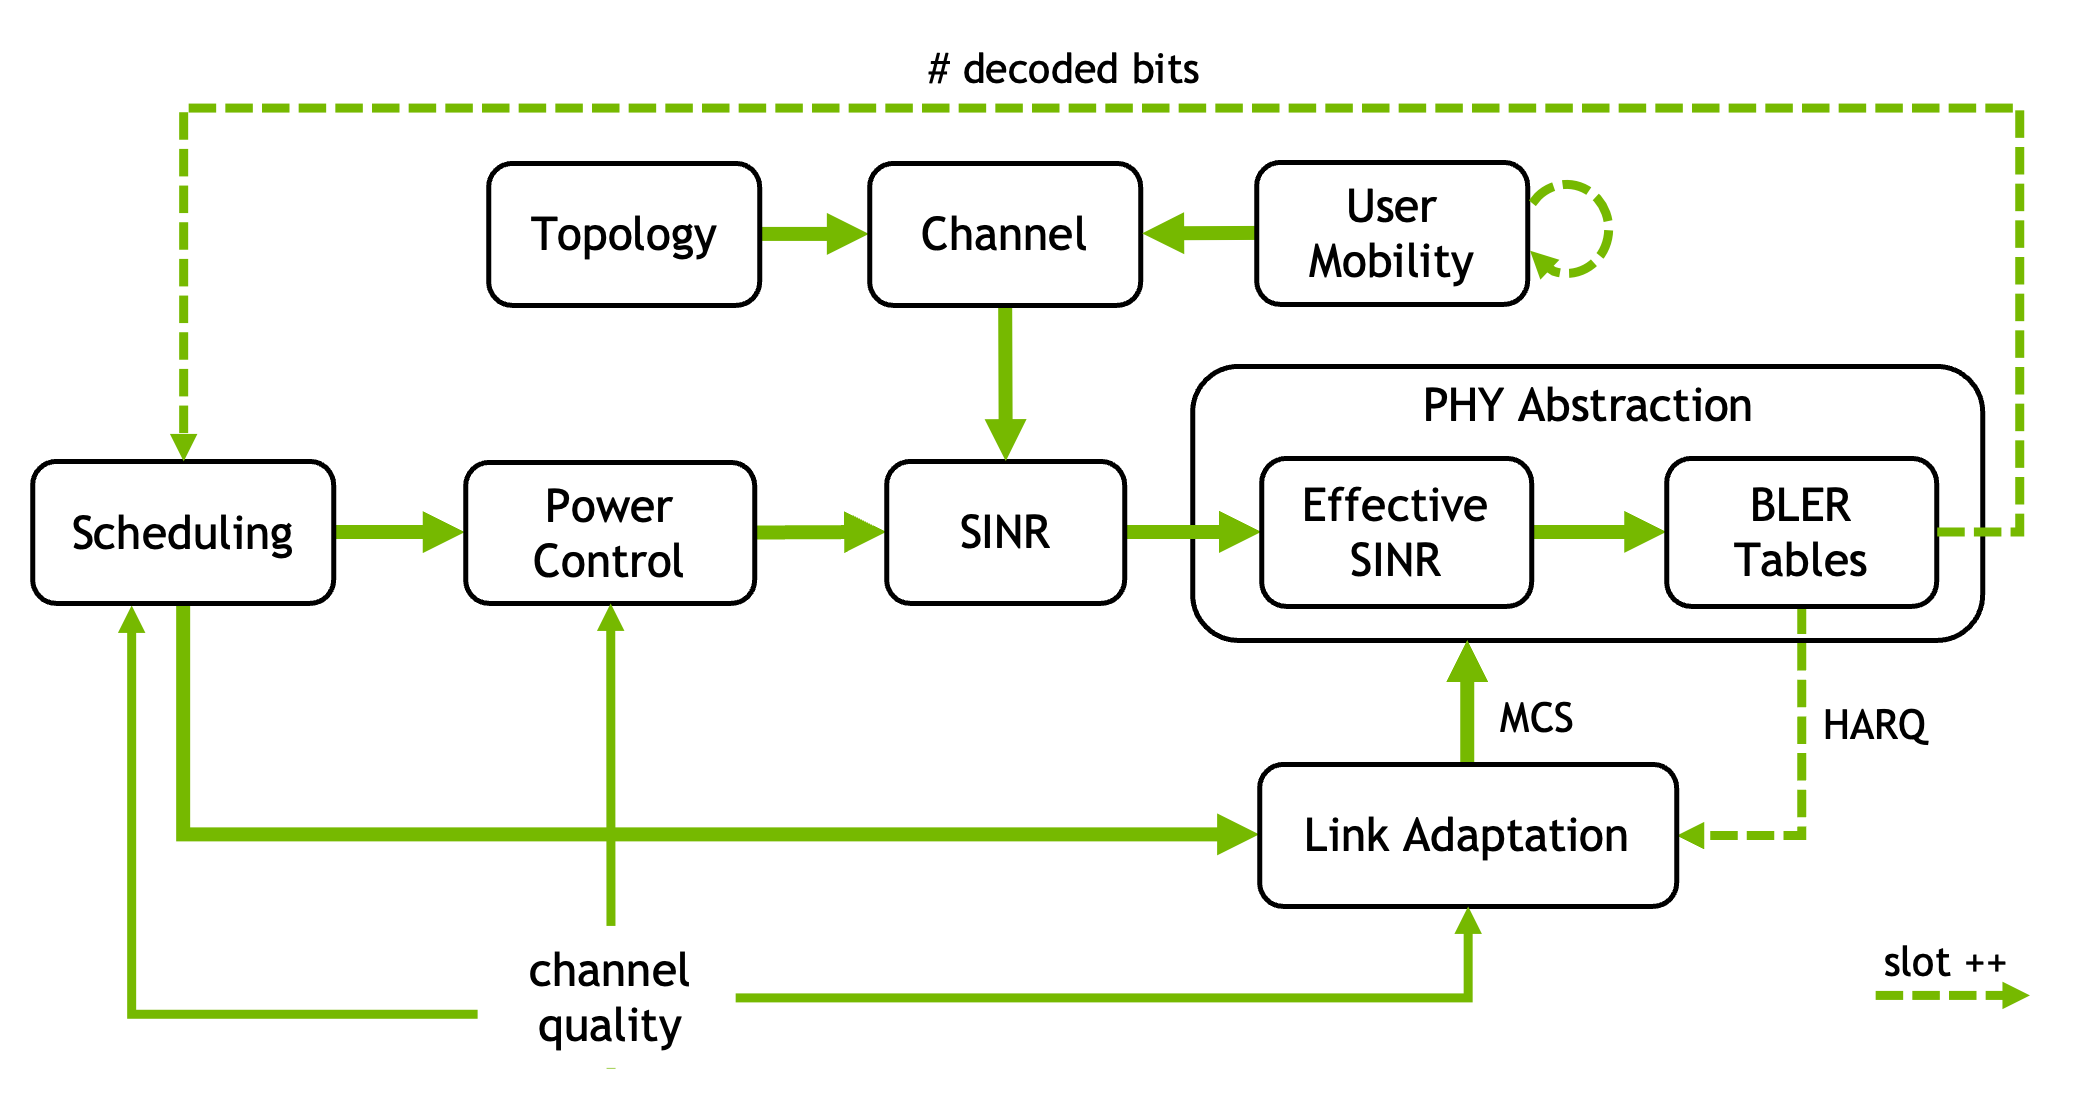 # decoded bits
Topology
Channel
User
Mobility
PHY Abstraction
Scheduling
Power
Control
SINR
Effective
SINR
BLER
Tables
MCS
HARQ
Link Adaptation
channel
quality
slot ++